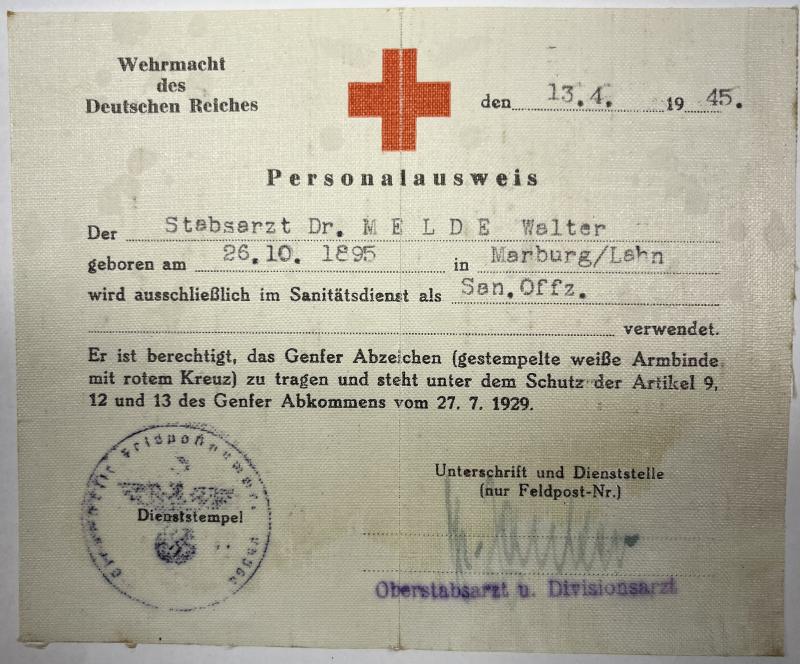 Wehrmacht
des
Deutschen Reiches
den 13.4. 19 45.
Personalausweis
Der Stabsarzt Dr. M E L D E Walter
geboren am 26.10. 1895 in Marburg/Lahn
wird ausschließlich im Sanitätsdienst als San.Offz.
verwendet.
Er ist berechtigt, das Genfer Abzeichen (gestempelte weiße Armbinde
mit rotem Kreuz) zu tragen und steht unter dem Schutz der Artikel 9,
12 und 13 des Genfer Abkommens vom 27. 7. 1929.
Unterschrift und Dienststelle
(nur Feldpost-Nr.)
Dienststempel
Oberstabsarzt u. Divisionsarzt